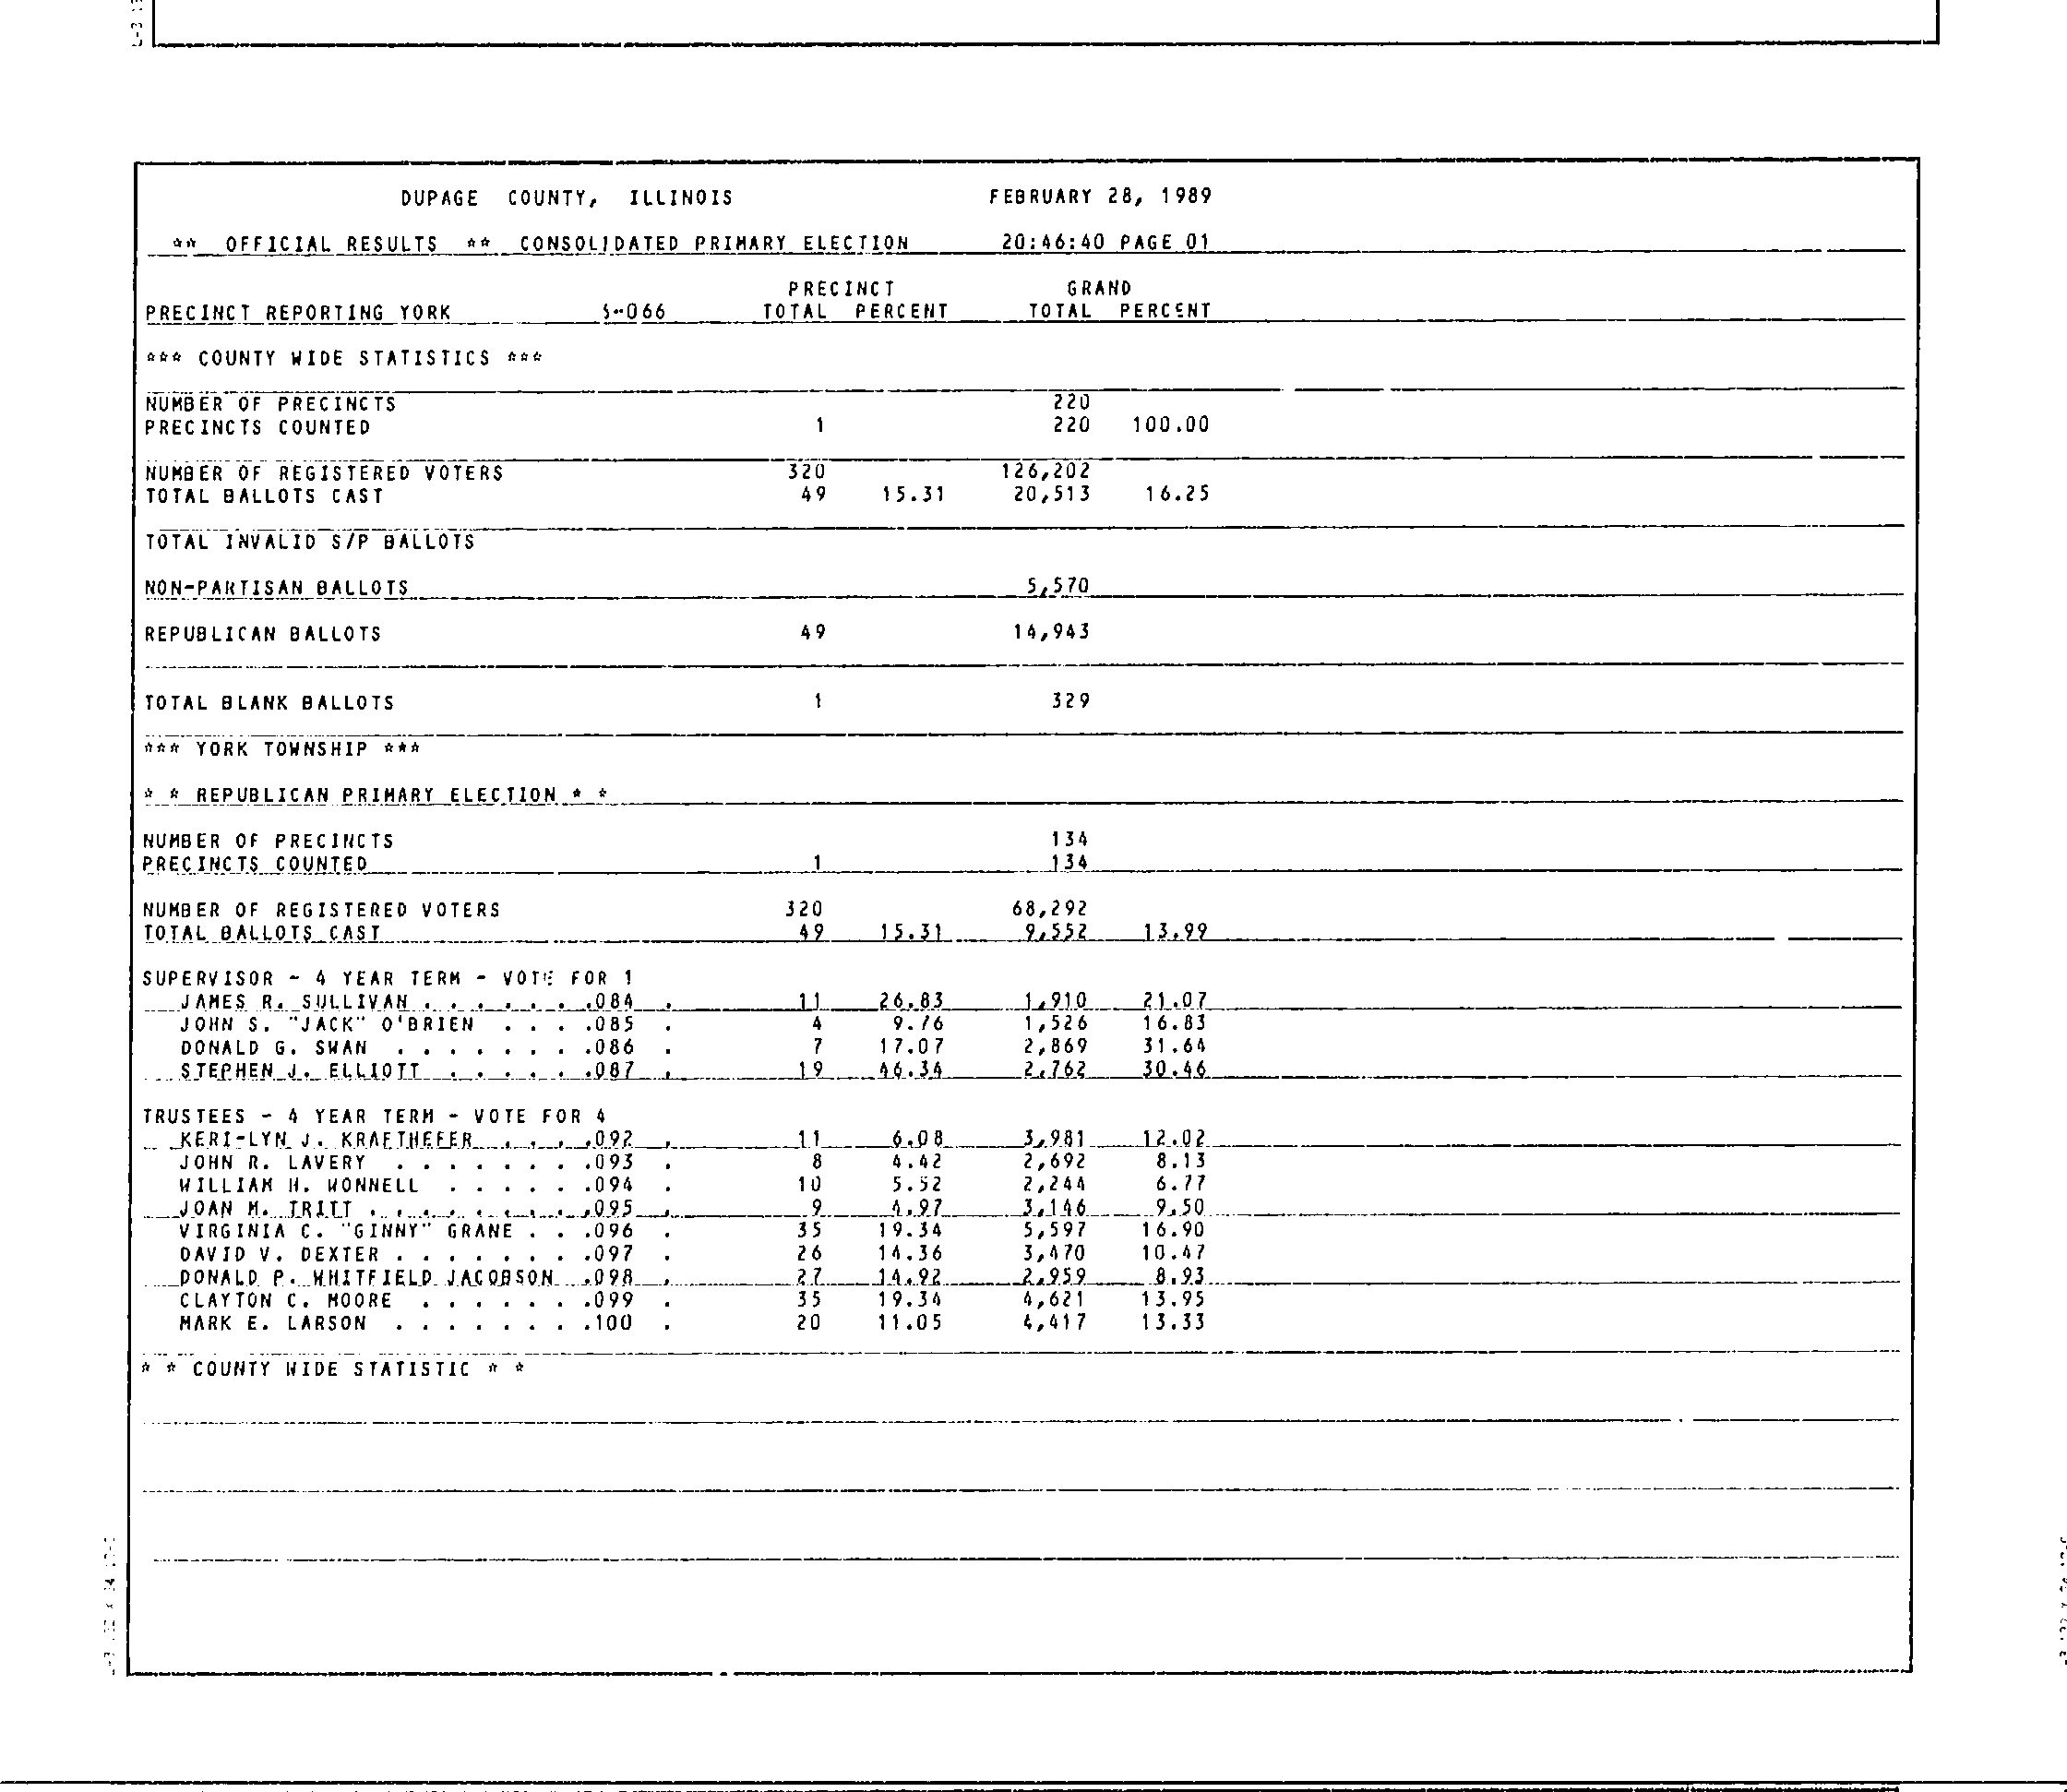 DUPAGE COUNTY, ILLINOIS FEBRUARY 28, 1989
** OFFICIAL RESULTS ** CONSOLIDATED PRIMARY ELECTION 20:46:40 PAGE 01
PRECINCT GRAND
PRECINCT REPORTING YORK S-066 TOTAL PERCENT TOTAL PERCENT
*** COUNTY WIDE STATISTICS ***
NUMBER OF PRECINCTS 220
PRECINCTS COUNTED 1 220 100.00
NUMBER OF REGISTERED VOTERS 320 126,202
TOTAL BALLOTS CAST 49 15.31 20,513 16.25
TOTAL INVALID S/P BALLOTS
NON-PARTISAN BALLOTS 5,570
REPUBLICAN BALLOTS 49 14,943
TOTAL BLANK BALLOTS 1 329
*** YORK TOWNSHIP ***
* * REPUBLICAN PRIMARY ELECTION * *
NUMBER OF PRECINCTS 134
PRECINCTS COUNTED 1 134
NUMBER OF REGISTERED VOTERS 320 68,292
TOTAL BALLOTS CAST 49 15.31 9,552 13.99
SUPERVISOR - 4 YEAR TERM - VOTE FOR 1
JAMES R. SULLIVAN . . . . . . .084 . 11 26.83 1,910 21.07
JOHN S. "JACK" O'BRIEN . . . .085 . 4 9.76 1,526 16.83
DONALD G. SWAN . . . . . . . .086 . 7 17.07 2,869 31.64
STEPHEN J. ELLIOTT . . . . . .087 . 19 46.34 2,762 30.46
TRUSTEES - 4 YEAR TERM - VOTE FOR 4
KERI-LYN J. KRAFTHEFER . . . .092 . 11 6.08 3,981 12.02
JOHN R. LAVERY . . . . . . . .093 . 8 4.42 2,692 8.13
WILLIAM H. WONNELL . . . . . .094 . 10 5.52 2,244 6.77
JOAN M. TRITT . . . . . . . . .095 . 9 4.97 3,146 9.50
VIRGINIA C. "GINNY" GRANE . . .096 . 35 19.34 5,597 16.90
DAVID V. DEXTER . . . . . . . .097 . 26 14.36 3,470 10.47
DONALD P. WHITFIELD JACOBSON .098 . 27 14.92 2,959 8.93
CLAYTON C. MOORE . . . . . . .099 . 35 19.34 4,621 13.95
MARK E. LARSON . . . . . . . .100 . 20 11.05 4,417 13.33
* * COUNTY WIDE STATISTIC * *